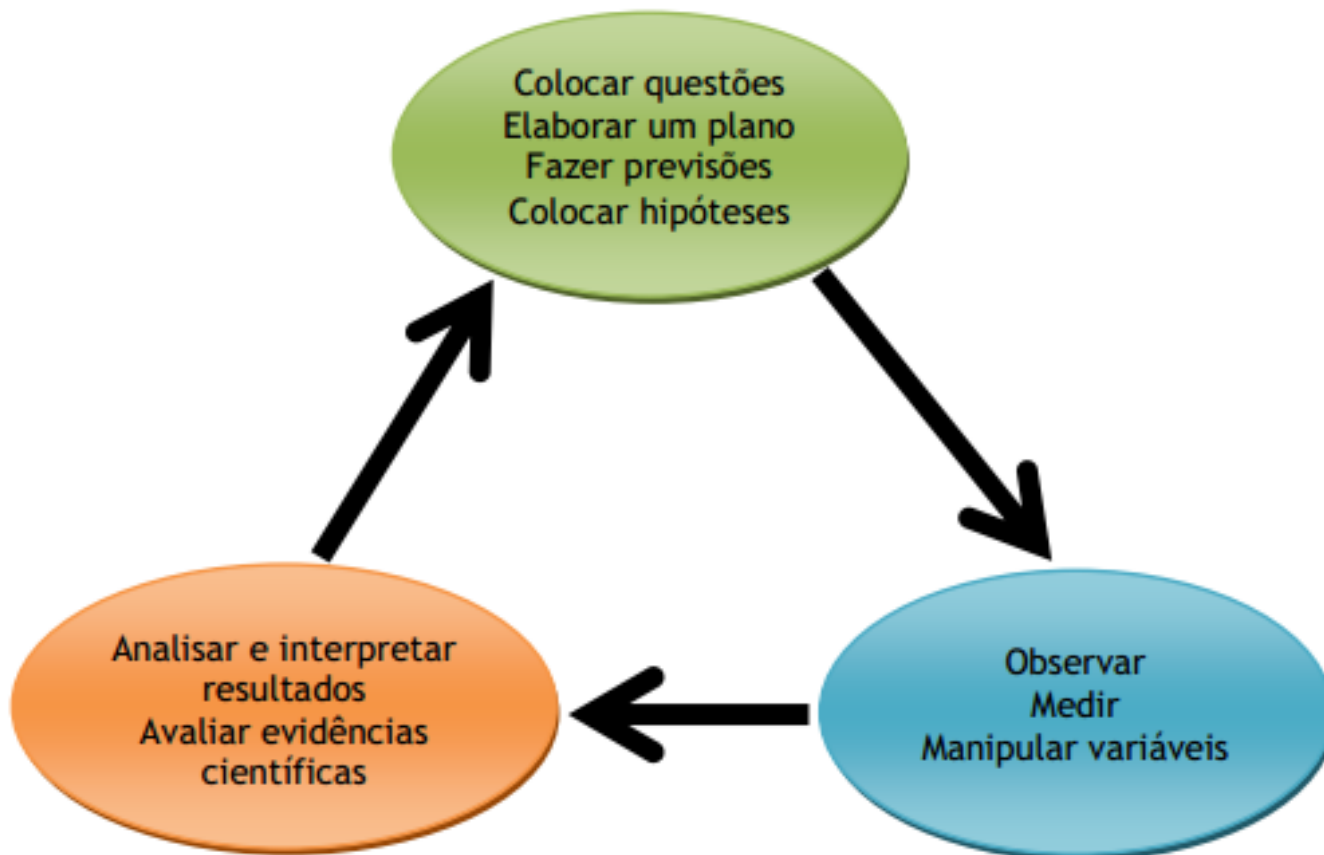 Colocar questões
Elaborar um plano
Fazer previsões
Colocar hipóteses
Analisar e interpretar
resultados
Avaliar evidências
científicas
Observar
Medir
Manipular variáveis